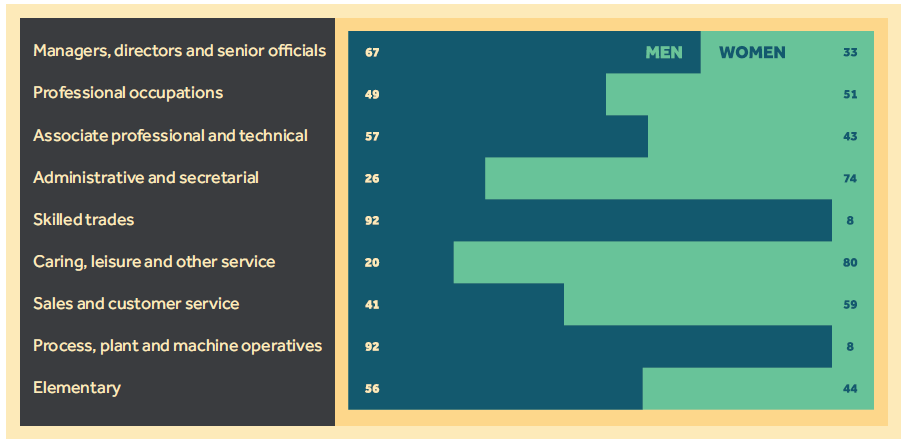 Managers, directors and senior officials 67 MEN WOMEN 33
Professional occupations 49 51
Associate professional and technical 57 43
Administrative and secretarial 26 74
Skilled trades 92 8
Caring, leisure and other service 20 80
Sales and customer service 41 59
Process, plant and machine operatives 92 8
Elementary 56 44